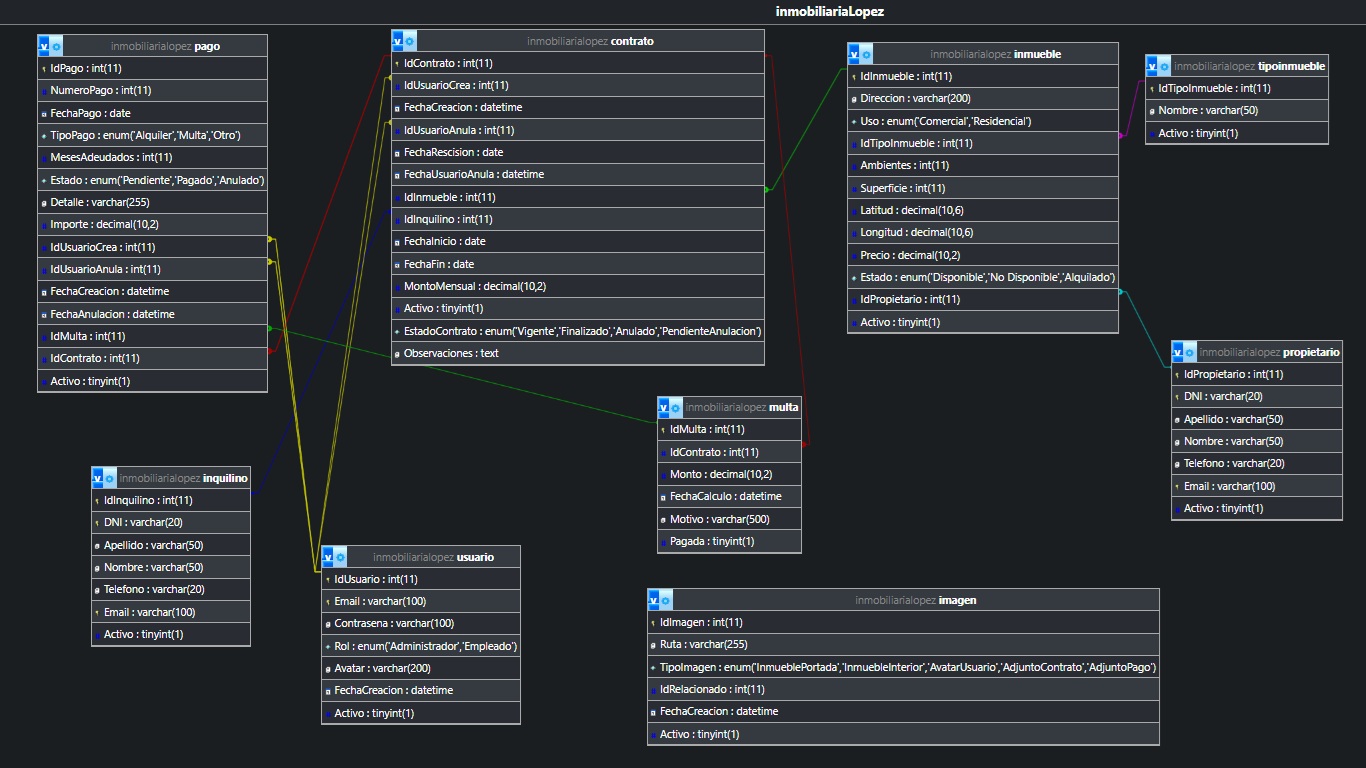 inmobiliariaLopez
inmobiliarialopez pago
IdPago : int(11)
NumeroPago : int(11)
FechaPago : date
TipoPago : enum('Alquiler','Multa','Otro')
MesesAdeudados : int(11)
Estado : enum('Pendiente','Pagado','Anulado')
Detalle : varchar(255)
Importe : decimal(10,2)
IdUsuarioCrea : int(11)
IdUsuarioAnula : int(11)
FechaCreacion : datetime
FechaAnulacion : datetime
IdMulta : int(11)
IdContrato : int(11)
Activo : tinyint(1)
inmobiliarialopez contrato
IdContrato : int(11)
IdUsuarioCrea : int(11)
FechaCreacion : datetime
IdUsuarioAnula : int(11)
FechaRescision : date
FechaUsuarioAnula : datetime
IdInmueble : int(11)
IdInquilino : int(11)
FechaInicio : date
FechaFin : date
MontoMensual : decimal(10,2)
Activo : tinyint(1)
EstadoContrato : enum('Vigente','Finalizado','Anulado','PendienteAnulacion')
Observaciones : text
inmobiliarialopez inmueble
IdInmueble : int(11)
Direccion : varchar(200)
Uso : enum('Comercial','Residencial')
IdTipoInmueble : int(11)
Ambientes : int(11)
Superficie : int(11)
Latitud : decimal(10,6)
Longitud : decimal(10,6)
Precio : decimal(10,2)
Estado : enum('Disponible','No Disponible','Alquilado')
IdPropietario : int(11)
Activo : tinyint(1)
inmobiliarialopez tipoinmueble
IdTipoInmueble : int(11)
Nombre : varchar(50)
Activo : tinyint(1)
inmobiliarialopez propietario
IdPropietario : int(11)
DNI : varchar(20)
Apellido : varchar(50)
Nombre : varchar(50)
Telefono : varchar(20)
Email : varchar(100)
Activo : tinyint(1)
inmobiliarialopez multa
IdMulta : int(11)
IdContrato : int(11)
Monto : decimal(10,2)
FechaCalculo : datetime
Motivo : varchar(500)
Pagada : tinyint(1)
inmobiliarialopez inquilino
IdInquilino : int(11)
DNI : varchar(20)
Apellido : varchar(50)
Nombre : varchar(50)
Telefono : varchar(20)
Email : varchar(100)
Activo : tinyint(1)
inmobiliarialopez usuario
IdUsuario : int(11)
Email : varchar(100)
Contrasena : varchar(100)
Rol : enum('Administrador','Empleado')
Avatar : varchar(200)
FechaCreacion : datetime
Activo : tinyint(1)
inmobiliarialopez imagen
IdImagen : int(11)
Ruta : varchar(255)
TipoImagen : enum('InmueblePortada','InmuebleInterior','AvatarUsuario','AdjuntoContrato','AdjuntoPago')
IdRelacionado : int(11)
FechaCreacion : datetime
Activo : tinyint(1)